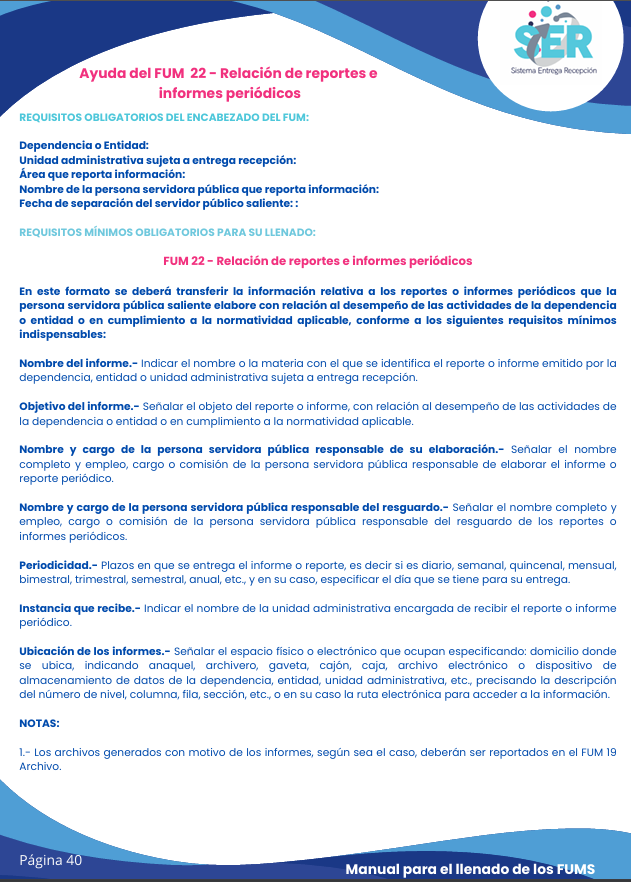 SER
Sistema Entrega Recepción
Ayuda del FUM 22 - Relación de reportes e
informes periódicos
REQUISITOS OBLIGATORIOS DEL ENCABEZADO DEL FUM:
Dependencia o Entidad:
Unidad administrativa sujeta a entrega recepción:
Área que reporta información:
Nombre de la persona servidora pública que reporta información:
Fecha de separación del servidor público saliente: :
REQUISITOS MÍNIMOS OBLIGATORIOS PARA SU LLENADO:
FUM 22 - Relación de reportes e informes periódicos
En este formato se deberá transferir la información relativa a los reportes o informes periódicos que la
persona servidora pública saliente elabore con relación al desempeño de las actividades de la dependencia
o entidad o en cumplimiento a la normatividad aplicable, conforme a los siguientes requisitos mínimos
indispensables:
Nombre del informe.- Indicar el nombre o la materia con el que se identifica el reporte o informe emitido por la
dependencia, entidad o unidad administrativa sujeta a entrega recepción.
Objetivo del informe.- Señalar el objeto del reporte o informe, con relación al desempeño de las actividades de
la dependencia o entidad o en cumplimiento a la normatividad aplicable.
Nombre y cargo de la persona servidora pública responsable de su elaboración.- Señalar el nombre
completo y empleo, cargo o comisión de la persona servidora pública responsable de elaborar el informe o
reporte periódico.
Nombre y cargo de la persona servidora pública responsable del resguardo.- Señalar el nombre completo y
empleo, cargo o comisión de la persona servidora pública responsable del resguardo de los reportes o
informes periódicos.
Periodicidad.- Plazos en que se entrega el informe o reporte, es decir si es diario, semanal, quincenal, mensual,
bimestral, trimestral, semestral, anual, etc., y en su caso, especificar el día que se tiene para su entrega.
Instancia que recibe.- Indicar el nombre de la unidad administrativa encargada de recibir el reporte o informe
periódico.
Ubicación de los informes.- Señalar el espacio físico o electrónico que ocupan especificando: domicilio donde
se ubica, indicando anaquel, archivero, gaveta, cajón, caja, archivo electrónico o dispositivo de
almacenamiento de datos de la dependencia, entidad, unidad administrativa, etc., precisando la descripción
del número de nivel, columna, fila, sección, etc., o en su caso la ruta electrónica para acceder a la información.
NOTAS:
1.- Los archivos generados con motivo de los informes, según sea el caso, deberán ser reportados en el FUM 19
Archivo.
Página 40
Manual para el llenado de los FUMS